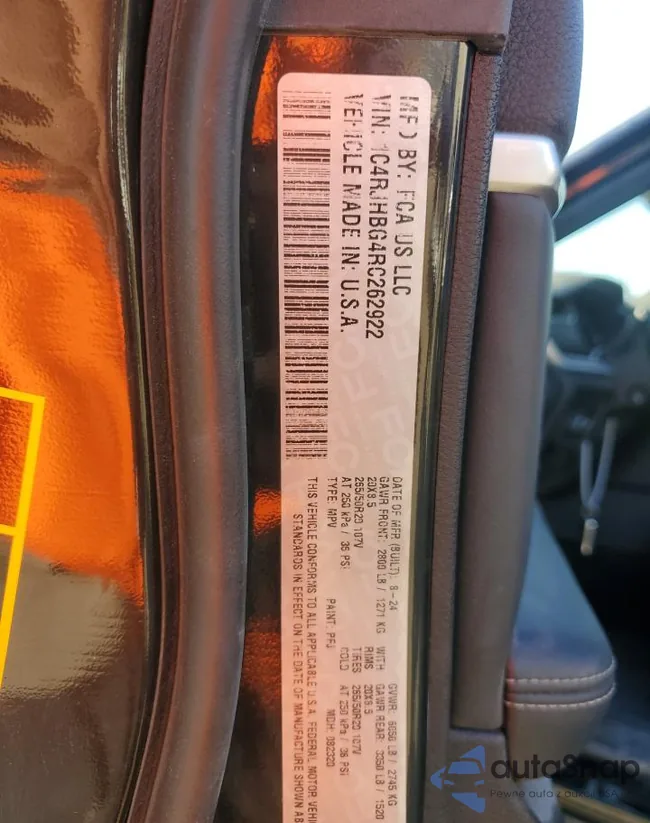 MFD BY: FCA US LLC
VIN: 1C4RJHBG4RC262922
VEHICLE MADE IN: U.S.A.
DATE OF MFR (BUILT): 8-24 GVWR: 6050 LB / 2745 KG
GAWR FRONT: 2800 LB / 1271 KG WITH GAWR REAR: 3350 LB / 1520
20X8.5 RIMS 20X8.5
265/50R20 107V TIRES 265/50R20 107V
AT 250 kPa / 36 PSI COLD AT 250 kPa / 36 PSI
TYPE: MPV PAINT: MDH: 082320
THIS VEHICLE CONFORMS TO ALL APPLICABLE U.S.A. FEDERAL MOTOR
STANDARDS IN EFFECT ON THE DATE OF MANUFACTURE SHOWN
autaSnap
Pewne auto z